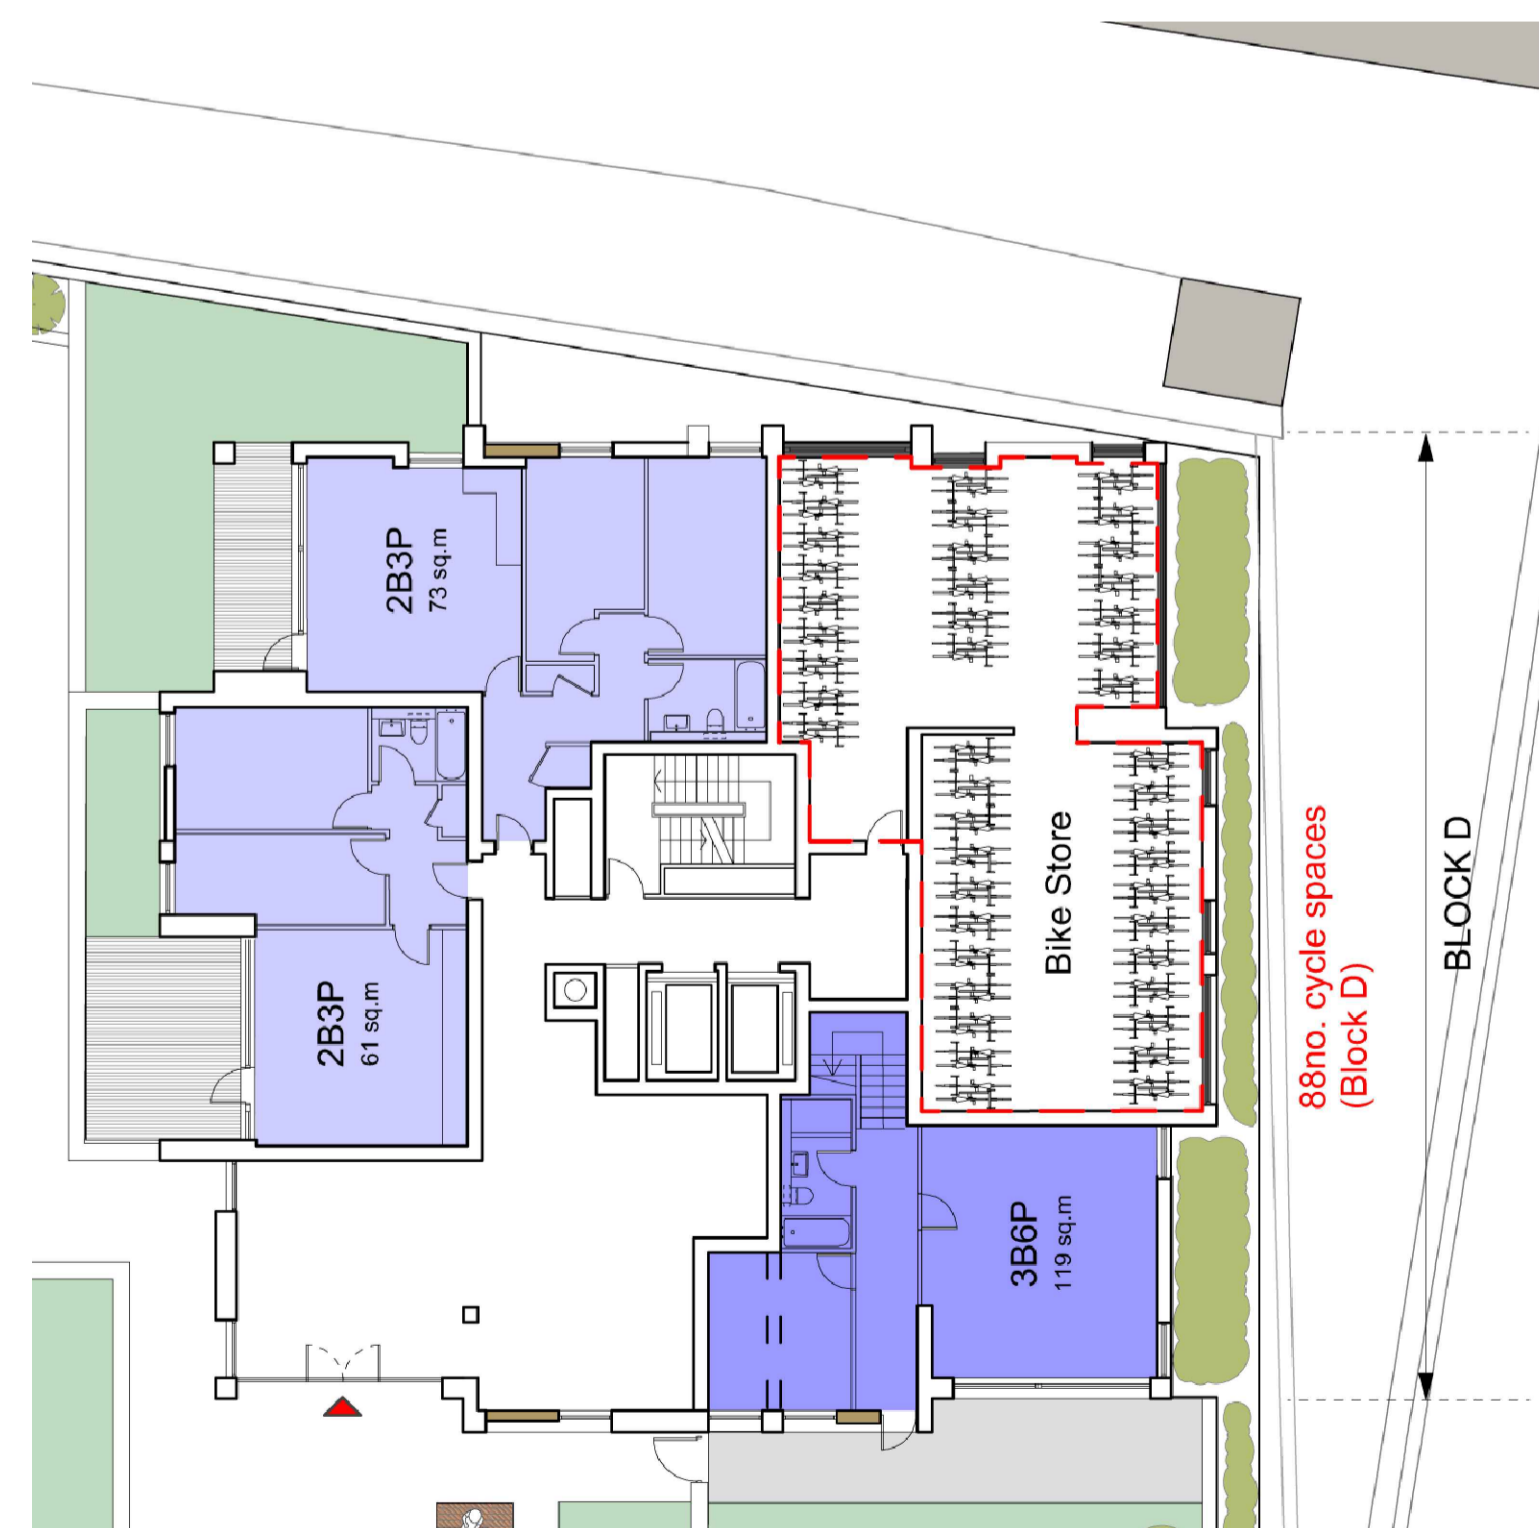 2B3P
73 sq.m
2B3P
61 sq.m
Bike Store
3B6P
119 sq.m
88no. cycle spaces
(Block D)
BLOCK D